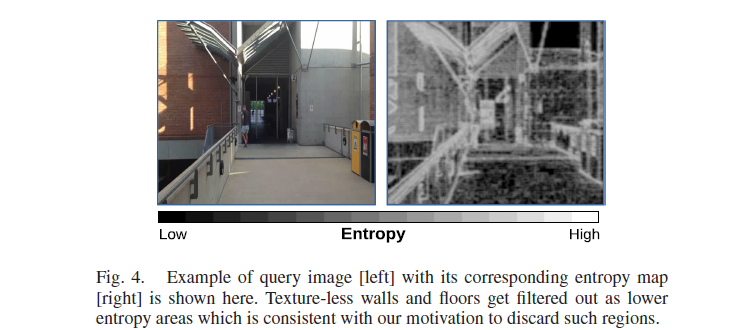 Low Entropy High
Fig. 4. Example of query image [left] with its corresponding entropy map
[right] is shown here. Texture-less walls and floors get filtered out as lower
entropy areas which is consistent with our motivation to discard such regions.